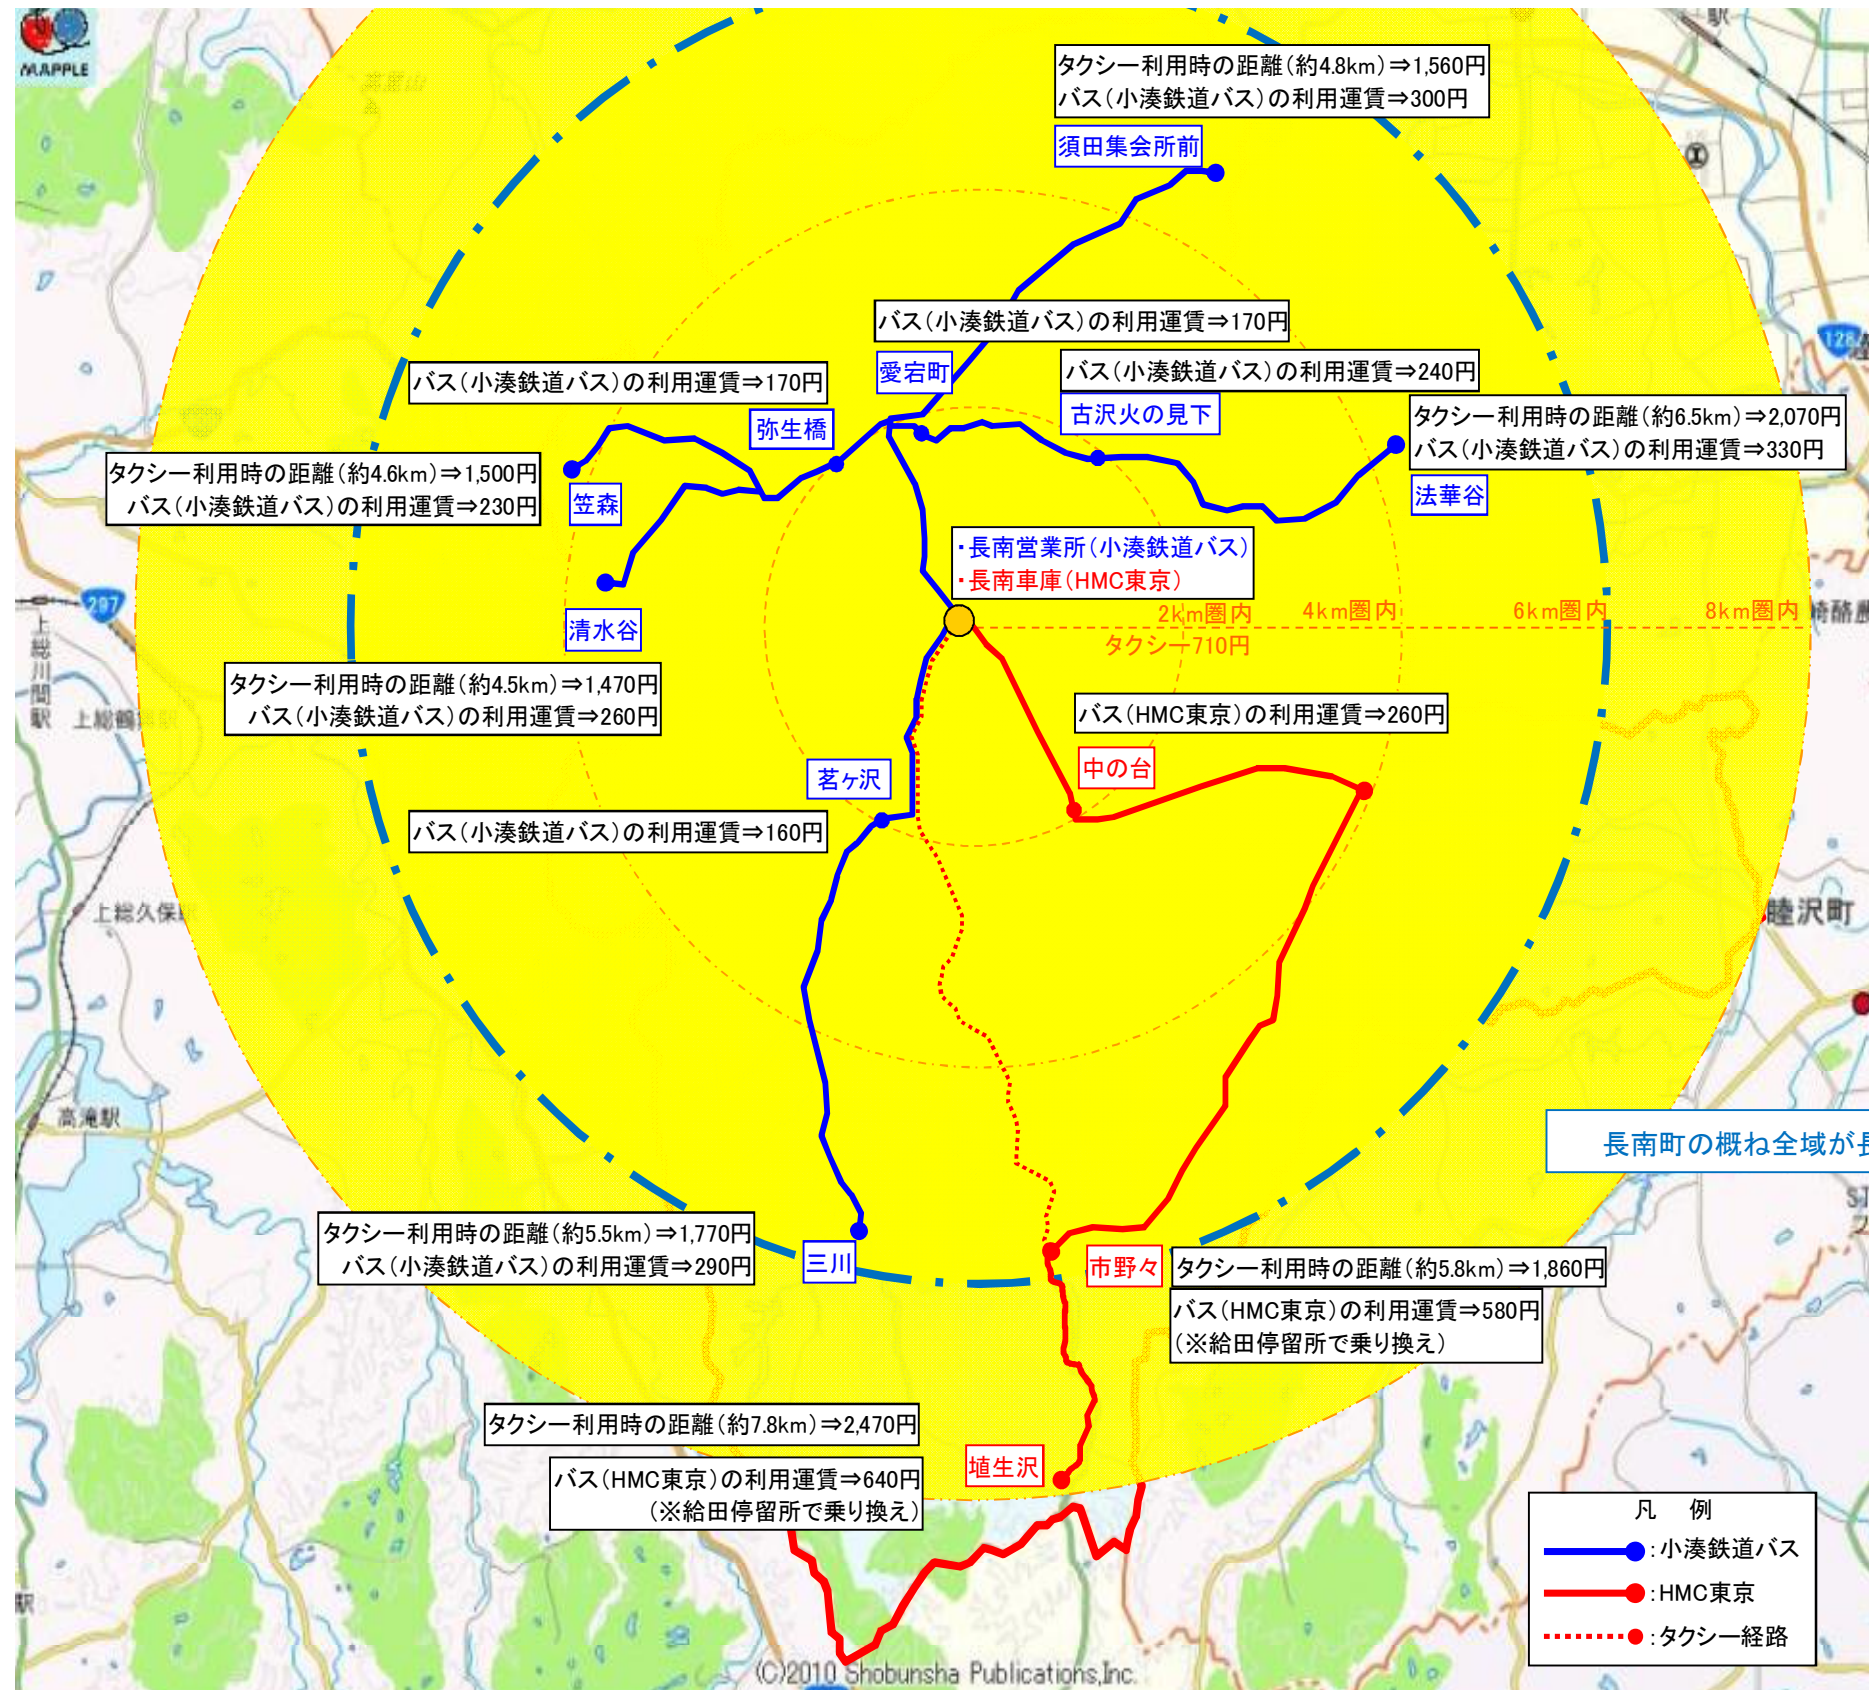 MAPPLE
駅
タクシー利用時の距離(約4.8km)⇒1,560円
バス(小湊鉄道バス)の利用運賃⇒300円
須田集会所前
バス(小湊鉄道バス)の利用運賃⇒170円
愛宕町
バス(小湊鉄道バス)の利用運賃⇒170円
弥生橋
バス(小湊鉄道バス)の利用運賃⇒240円
古沢火の見下
128
タクシー利用時の距離(約6.5km)⇒2,070円
バス(小湊鉄道バス)の利用運賃⇒330円
法華谷
タクシー利用時の距離(約4.6km)⇒1,500円
バス(小湊鉄道バス)の利用運賃⇒230円
笠森
・長南営業所(小湊鉄道バス)
・長南車庫(HMC東京)
297
清水谷
2km圏内
4km圏内
6km圏内
8km圏内
タクシー710円
上総川間駅
タクシー利用時の距離(約4.5km)⇒1,470円
バス(小湊鉄道バス)の利用運賃⇒260円
上総鶴
バス(HMC東京)の利用運賃⇒260円
中の台
茗ヶ沢
バス(小湊鉄道バス)の利用運賃⇒160円
上総久保
睦沢町
高滝駅
長南町の概ね全域が長
タクシー利用時の距離(約5.5km)⇒1,770円
バス(小湊鉄道バス)の利用運賃⇒290円
三川
市野々
タクシー利用時の距離(約5.8km)⇒1,860円
バス(HMC東京)の利用運賃⇒580円
(※給田停留所で乗り換え)
タクシー利用時の距離(約7.8km)⇒2,470円
埴生沢
バス(HMC東京)の利用運賃⇒640円
(※給田停留所で乗り換え)
凡 例
:小湊鉄道バス
:HMC東京
:タクシー経路
駅
(C)2010 Shobunsha Publications,Inc.